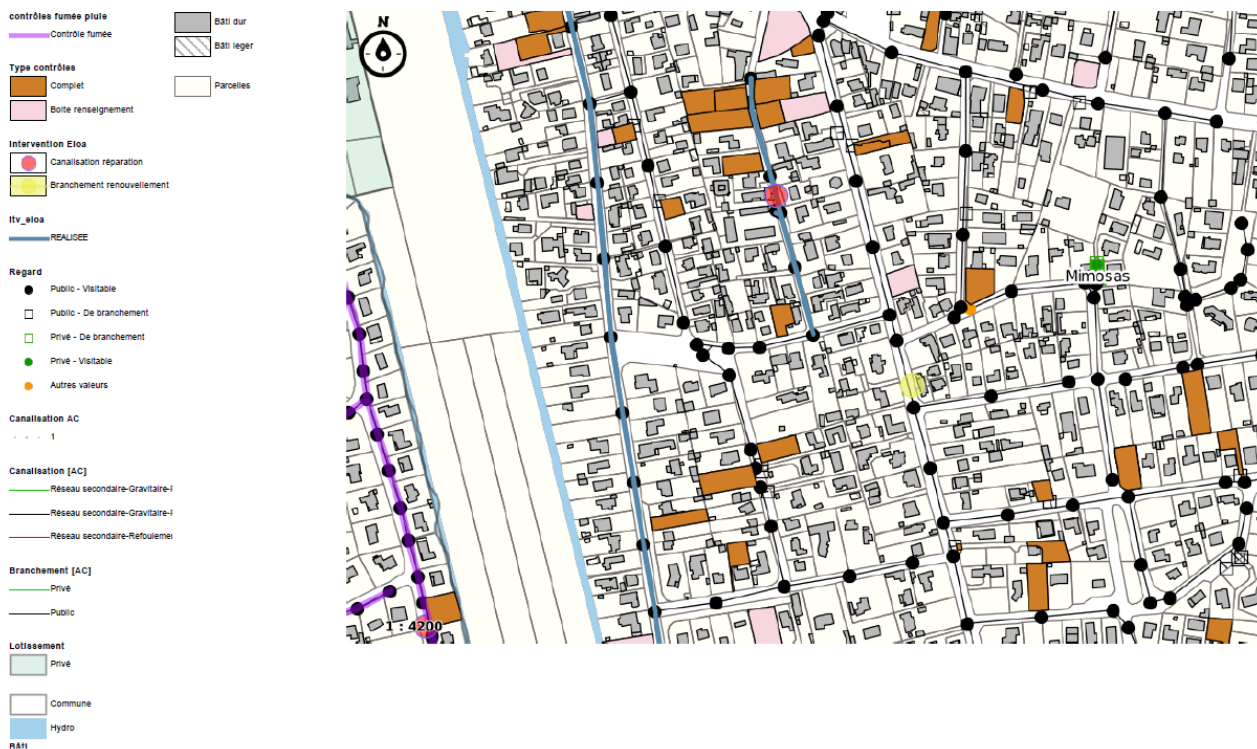 contrôles fumée pluie
Contrôle fumée
Type contrôles
Complet
Boite renseignement
Intervention Eloa
Canalisation réparation
Branchement renouvellement
Itv_eloa
REALISEE
Regard
Public - Visitable
Public - De branchement
Privé - De branchement
Privé - Visitable
Autres valeurs
Canalisation AC
1
Canalisation [AC]
Réseau secondaire-Gravitaire-F
Réseau secondaire-Gravitaire-F
Réseau secondaire-Refoulemer
Branchement [AC]
Privé
Public
Lotissement
Privé
Commune
Hydro
Bâti
Bâti dur
Bâti léger
Parcelles
N
Mimosas
1 : 4200